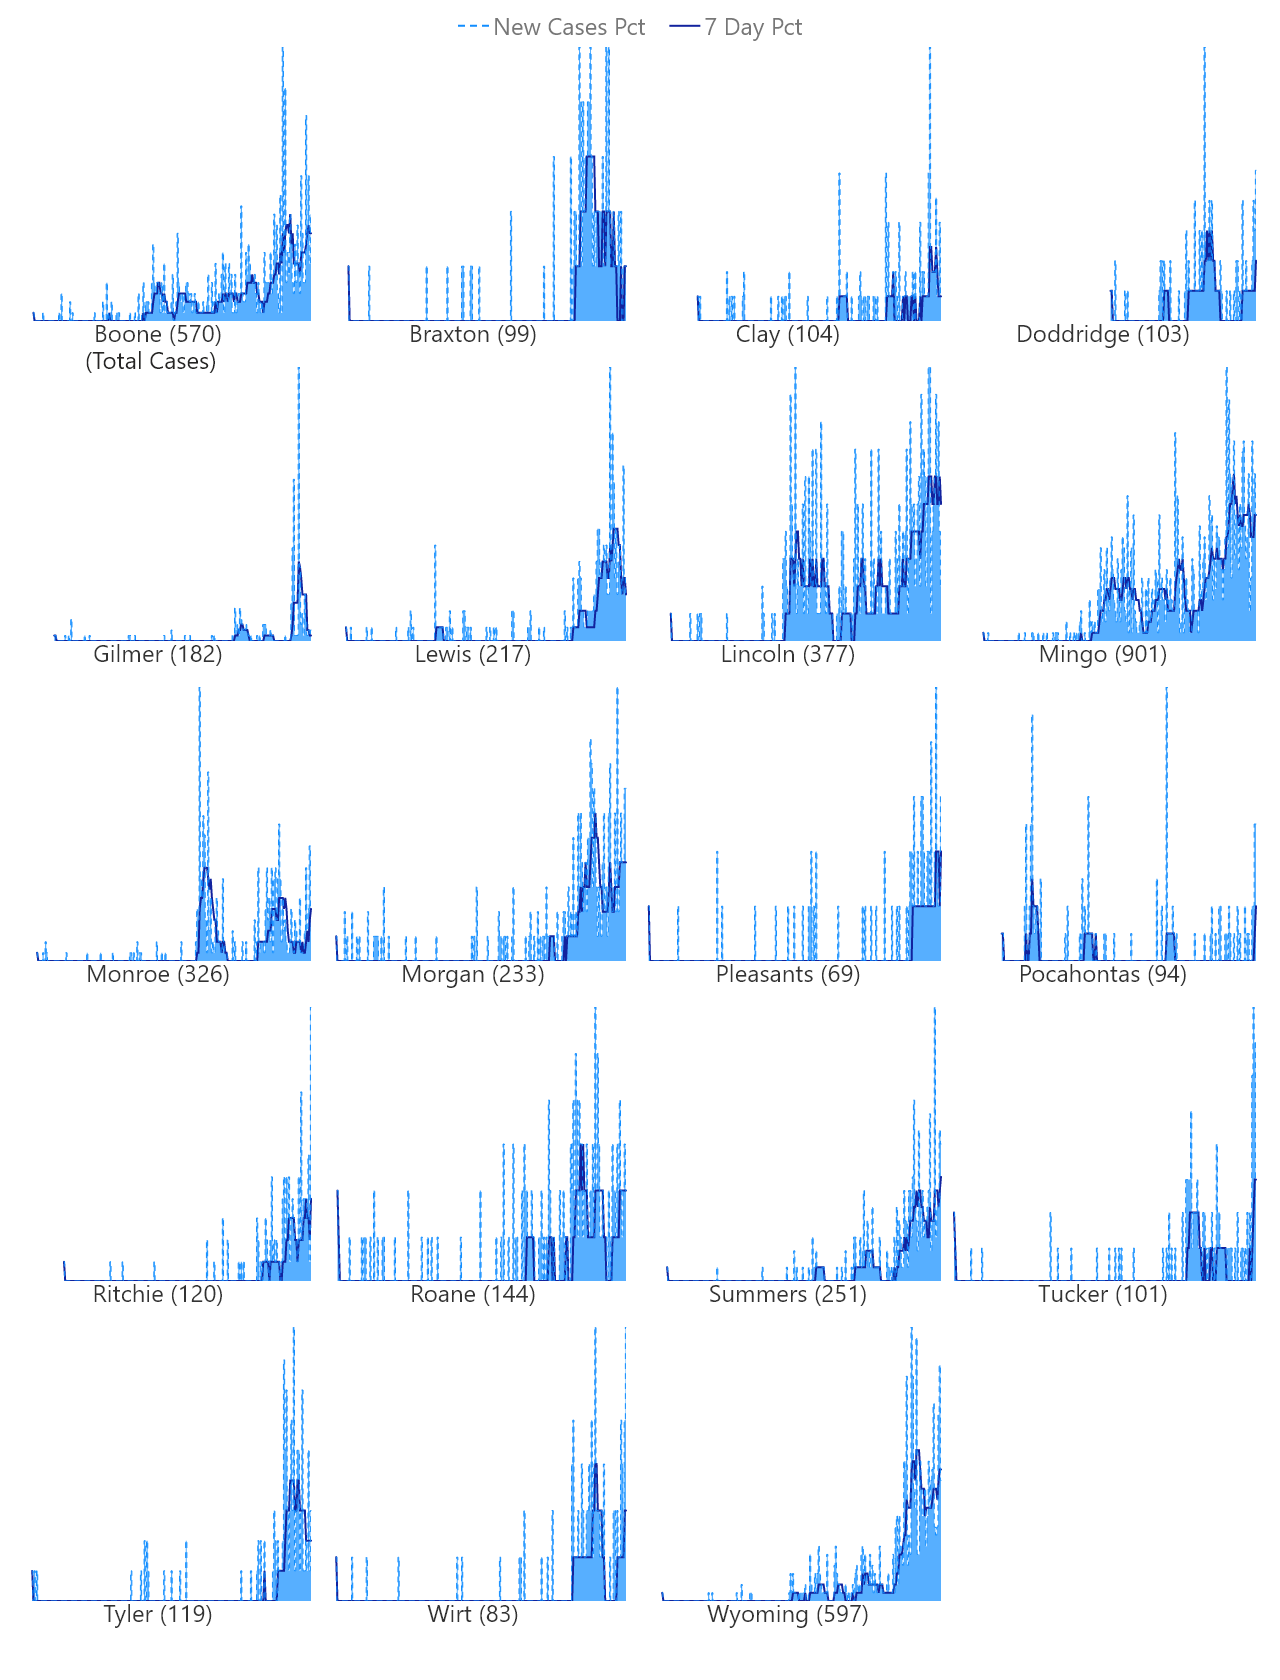 New Cases Pct 7 Day Pct
Boone (570) Braxton (99) Clay (104) Doddridge (103)
(Total Cases)
Gilmer (182) Lewis (217) Lincoln (377) Mingo (901)
Monroe (326) Morgan (233) Pleasants (69) Pocahontas (94)
Ritchie (120) Roane (144) Summers (251) Tucker (101)
Tyler (119) Wirt (83) Wyoming (597)